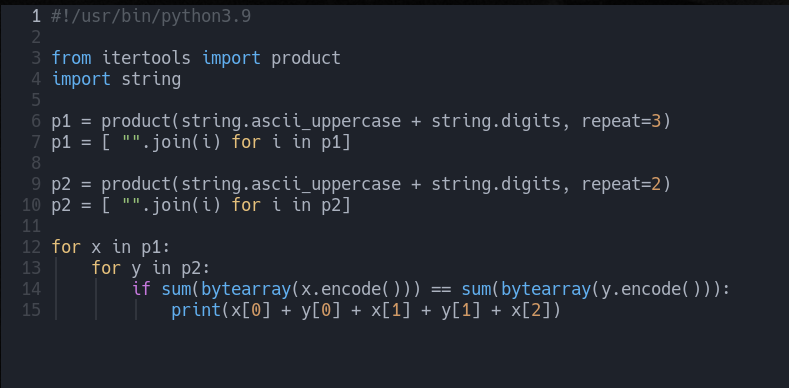 1 #!/usr/bin/python3.9
2
3 from itertools import product
4 import string
5
6 p1 = product(string.ascii_uppercase + string.digits, repeat=3)
7 p1 = [ "".join(i) for i in p1]
8
9 p2 = product(string.ascii_uppercase + string.digits, repeat=2)
10 p2 = [ "".join(i) for i in p2]
11
12 for x in p1:
13     for y in p2:
14         if sum(bytearray(x.encode())) == sum(bytearray(y.encode())):
15             print(x[0] + y[0] + x[1] + y[1] + x[2])